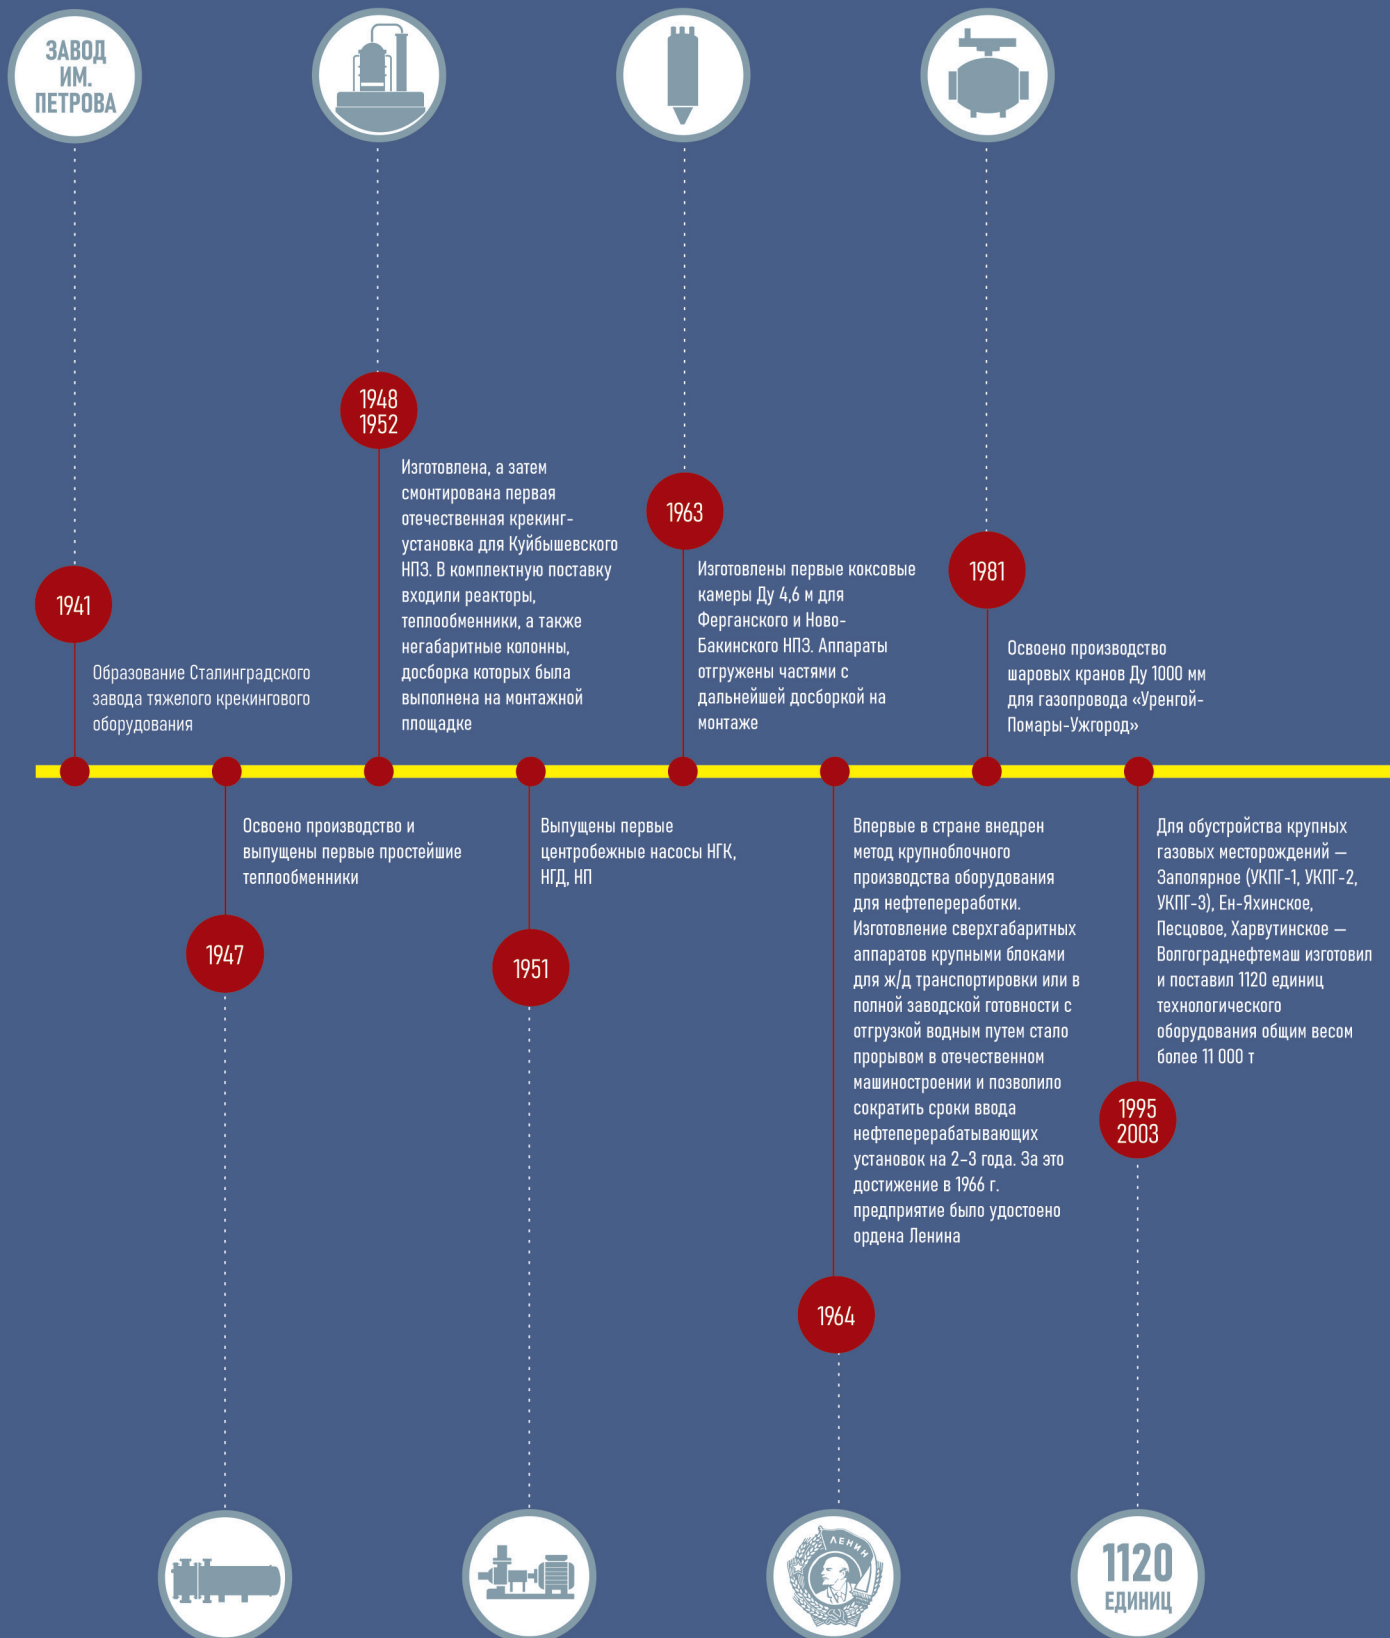 ЗАВОД
ИМ.
ПЕТРОВА
1941
Образование Сталинградского
завода тяжелого крекингового
оборудования
Освоено производство и
выпущены первые простейшие
теплообменники
1947
1948
1952
Изготовлена, а затем
смонтирована первая
отечественная крекинг-
установка для Куйбышевского
НПЗ. В комплектную поставку
входили реакторы,
теплообменники, а также
негабаритные колонны,
досборка которых была
выполнена на монтажной
площадке
Выпущены первые
центробежные насосы НГК,
НГД, НП
1951
1963
Изготовлены первые коксовые
камеры Ду 4,6 м для
Ферганского и Ново-
Бакинского НПЗ. Аппараты
отгружены частями с
дальнейшей досборкой на
монтаже
Впервые в стране внедрен
метод крупноблочного
производства оборудования
для нефтепереработки.
Изготовление сверхгабаритных
аппаратов крупными блоками
для ж/д транспортировки или в
полной заводской готовности с
отгрузкой водным путем стало
прорывом в отечественном
машиностроении и позволило
сократить сроки ввода
нефтеперерабатывающих
установок на 2–3 года. За это
достижение в 1966 г.
предприятие было удостоено
ордена Ленина
1964
ЛЕНИН
1981
Освоено производство
шаровых кранов Ду 1000 мм
для газопровода «Уренгой-
Помары-Ужгород»
Для обустройства крупных
газовых месторождений —
Заполярное (УКПГ-1, УКПГ-2,
УКПГ-3), Ен-Яхинское,
Песцовое, Харвутинское —
Волгограднефтемаш изготовил
и поставил 1120 единиц
технологического
оборудования общим весом
более 11 000 т
1995
2003
1120
ЕДИНИЦ